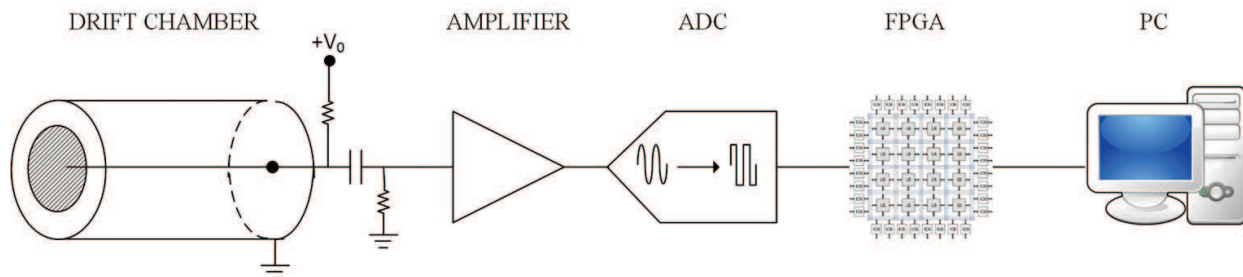 DRIFT CHAMBER AMPLIFIER ADC FPGA PC
+V₀